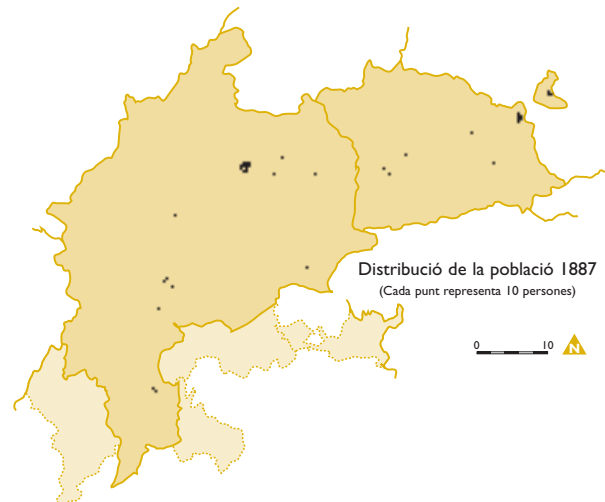 Distribució de la població 1887
(Cada punt representa 10 persones)
0 10
N